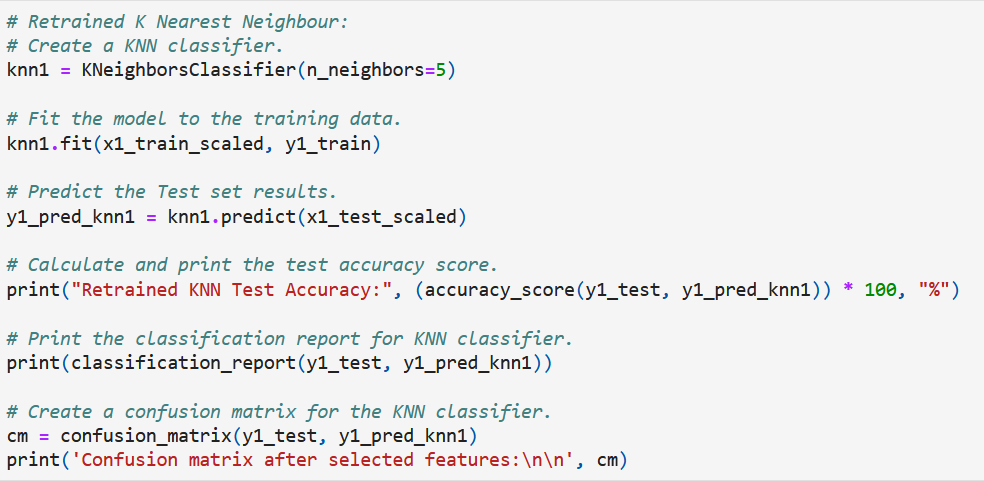 # Retrained K Nearest Neighbour:
# Create a KNN classifier.
knn1 = KNeighborsClassifier(n_neighbors=5)
# Fit the model to the training data.
knn1.fit(x1_train_scaled, y1_train)
# Predict the Test set results.
y1_pred_knn1 = knn1.predict(x1_test_scaled)
# Calculate and print the test accuracy score.
print("Retrained KNN Test Accuracy:", (accuracy_score(y1_test, y1_pred_knn1)) * 100, "%")
# Print the classification report for KNN classifier.
print(classification_report(y1_test, y1_pred_knn1))
# Create a confusion matrix for the KNN classifier.
cm = confusion_matrix(y1_test, y1_pred_knn1)
print('Confusion matrix after selected features:\n\n', cm)